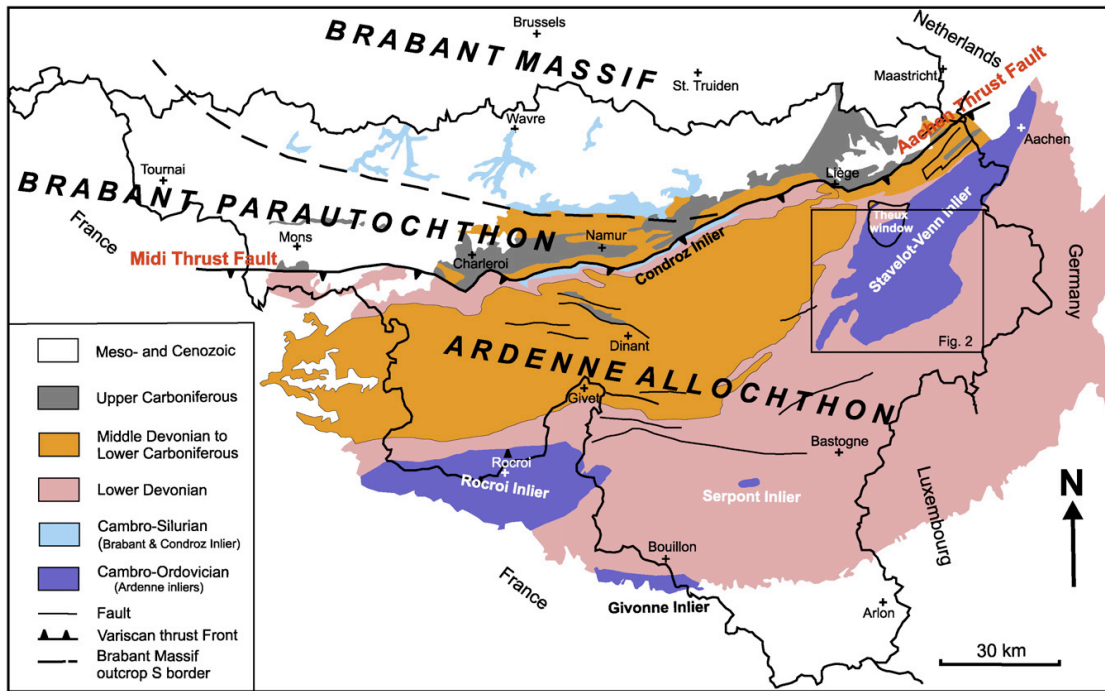 Brussels
BRABANT MASSIF
Netherlands
Maastricht
St. Truiden
Aachen Thrust Fault
Wavre
Aachen
Tournai
Liège
BRABANT PARAUTOCHTHON
Theux
window
Stavelot-Venn Inlier
France
Mons
Namur
Condroz Inlier
Midi Thrust Fault
Charleroi
Germany
Fig. 2
Dinant
ARDENNE ALLOCHTHON
Givet
Bastogne
Rocroi
Rocroi Inlier
Serpont Inlier
Luxembourg
N
Bouillon
France
Givonne Inlier
Arlon
30 km
Meso- and Cenozoic
Upper Carboniferous
Middle Devonian to
Lower Carboniferous
Lower Devonian
Cambro-Silurian
(Brabant & Condroz Inlier)
Cambro-Ordovician
(Ardenne inliers)
Fault
Variscan thrust Front
Brabant Massif
outcrop S border